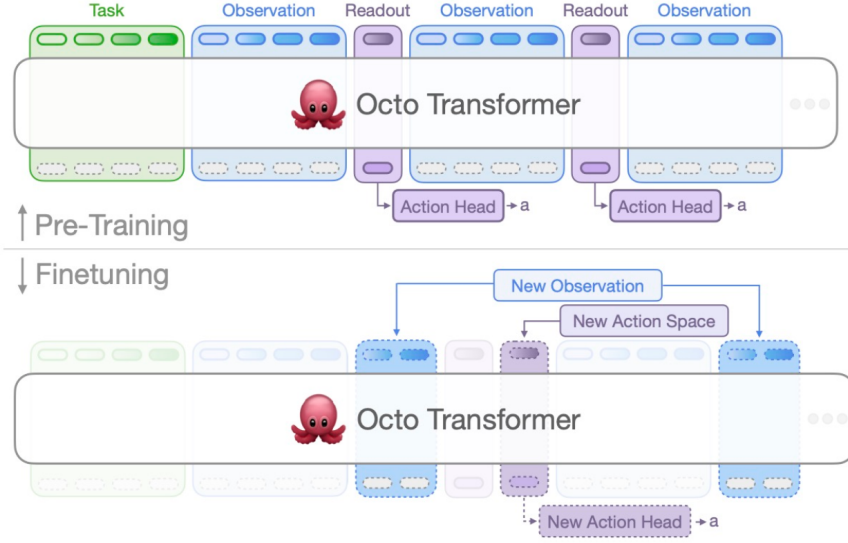 Task
Observation
Readout
Observation
Readout
Observation
Octo Transformer
Action Head
a
Action Head
a
Pre-Training
Finetuning
New Observation
New Action Space
Octo Transformer
New Action Head
a